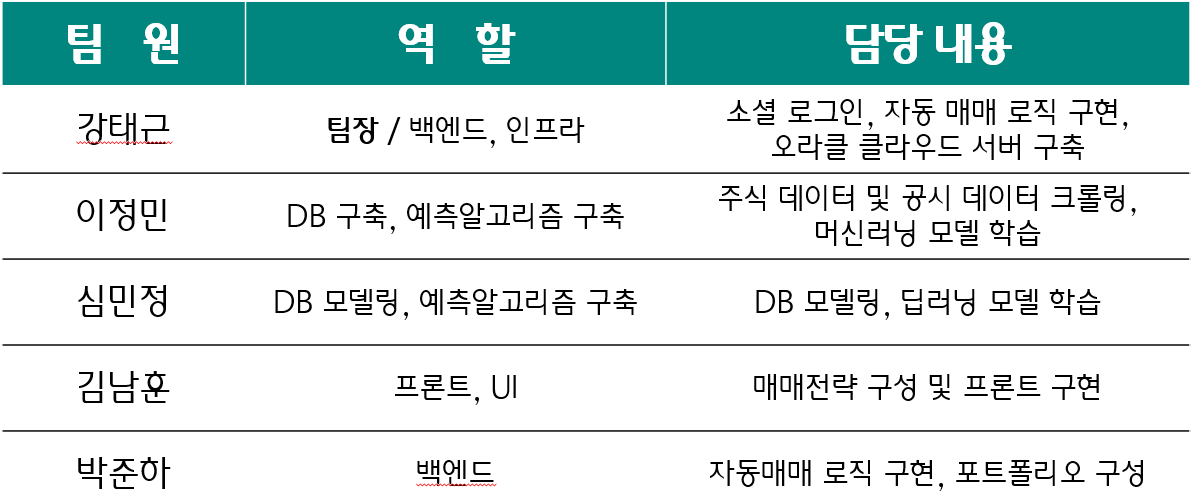 팀 원 역 할 담당 내용
강태근 팀장 / 백엔드, 인프라 소셜 로그인, 자동 매매 로직 구현,
오라클 클라우드 서버 구축
이정민 DB 구축, 예측알고리즘 구축 주식 데이터 및 공시 데이터 크롤링,
머신러닝 모델 학습
심민정 DB 모델링, 예측알고리즘 구축 DB 모델링, 딥러닝 모델 학습
김남훈 프론트, UI 매매전략 구성 및 프론트 구현
박준하 백엔드 자동매매 로직 구현, 포트폴리오 구성